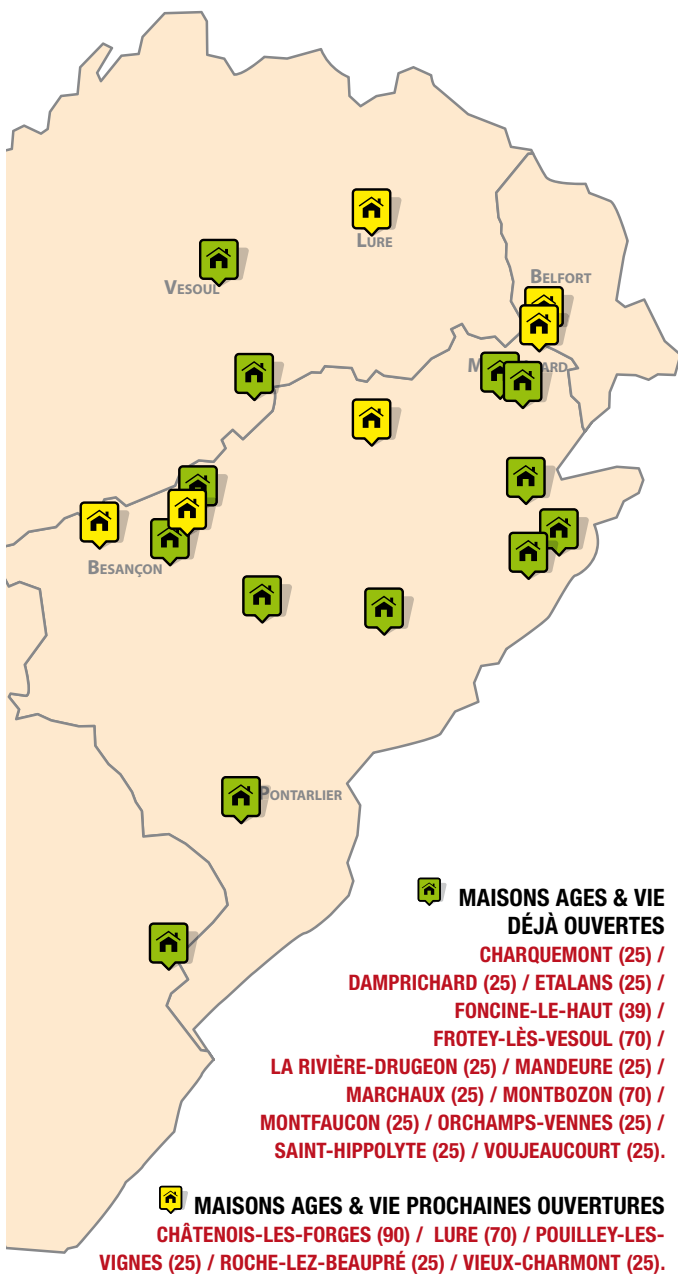 LURE
VESOUL
BELFORT
BESANÇON
PONTARLIER
MAISONS AGES & VIE
DÉJÀ OUVERTES
CHARQUEMONT (25) /
DAMPRICHARD (25) / ETALANS (25) /
FONCINE-LE-HAUT (39) /
FROTEY-LÈS-VESOUL (70) /
LA RIVIÈRE-DRUGEON (25) / MANDEURE (25) /
MARCHAUX (25) / MONTBOZON (70) /
MONTFAUCON (25) / ORCHAMPS-VENNES (25) /
SAINT-HIPPOLYTE (25) / VOUJEAUCOURT (25).
MAISONS AGES & VIE PROCHAINES OUVERTURES
CHÂTENOIS-LES-FORGES (90) / LURE (70) / POUILLEY-LES-
VIGNES (25) / ROCHE-LEZ-BEAUPRÉ (25) / VIEUX-CHARMONT (25).